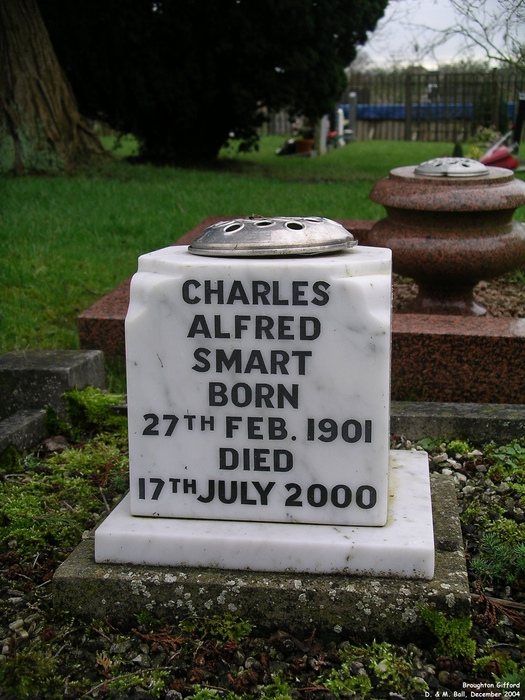 CHARLES
ALFRED
SMART
BORN
27TH FEB. 1901
DIED
17TH JULY 2000
Broughton Gifford
D. & M. Ball, December 2004